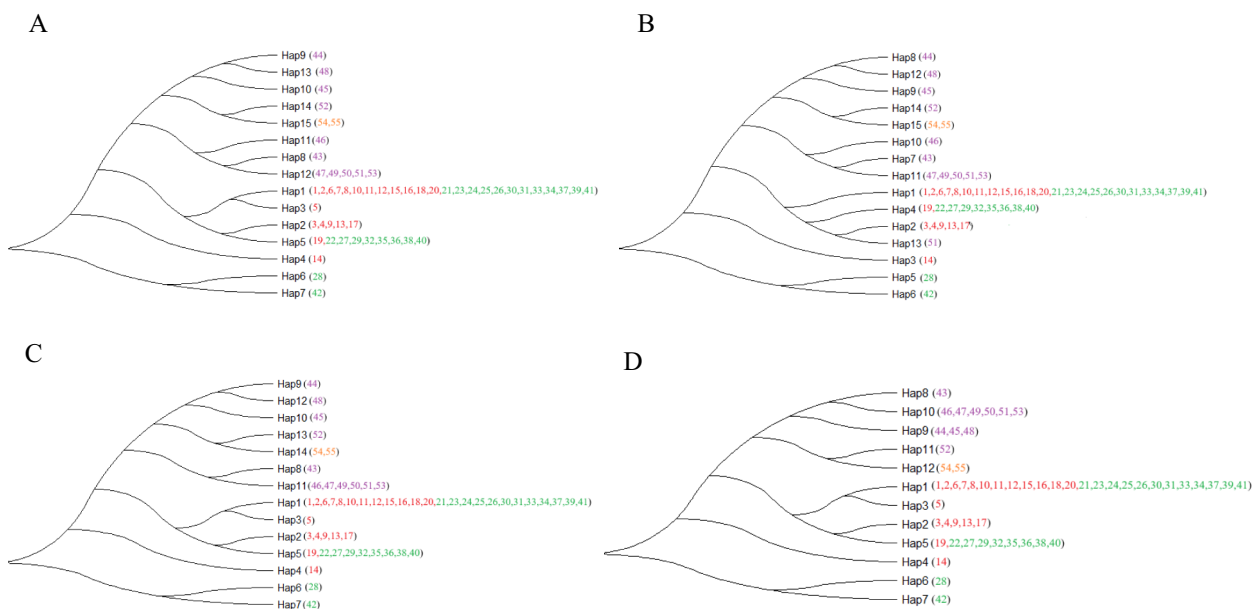 A
Hap9 (44)
Hap13 (48)
Hap10 (45)
Hap14 (52)
Hap15 (54,55)
Hap11 (46)
Hap8 (43)
Hap12 (47,49,50,51,53)
Hap1 (1,2,6,7,8,10,11,12,15,16,18,20,21,23,24,25,26,30,31,33,34,37,39,41)
Hap3 (5)
Hap2 (3,4,9,13,17)
Hap5 (19,22,27,29,32,35,36,38,40)
Hap4 (14)
Hap6 (28)
Hap7 (42)
B
Hap8 (44)
Hap12 (48)
Hap9 (45)
Hap14 (52)
Hap15 (54,55)
Hap10 (46)
Hap7 (43)
Hap11 (47,49,50,51,53)
Hap1 (1,2,6,7,8,10,11,12,15,16,18,20,21,23,24,25,26,30,31,33,34,37,39,41)
Hap4 (19,22,27,29,32,35,36,38,40)
Hap2 (3,4,9,13,17)
Hap13 (51)
Hap3 (14)
Hap5 (28)
Hap6 (42)
C
Hap9 (44)
Hap12 (48)
Hap10 (45)
Hap13 (52)
Hap14 (54,55)
Hap8 (43)
Hap11 (46,47,49,50,51,53)
Hap1 (1,2,6,7,8,10,11,12,15,16,18,20,21,23,24,25,26,30,31,33,34,37,39,41)
Hap3 (5)
Hap2 (3,4,9,13,17)
Hap5 (19,22,27,29,32,35,36,38,40)
Hap4 (14)
Hap6 (28)
Hap7 (42)
D
Hap8 (43)
Hap10 (46,47,49,50,51,53)
Hap9 (44,45,48)
Hap11 (52)
Hap12 (54,55)
Hap1 (1,2,6,7,8,10,11,12,15,16,18,20,21,23,24,25,26,30,31,33,34,37,39,41)
Hap3 (5)
Hap2 (3,4,9,13,17)
Hap5 (19,22,27,29,32,35,36,38,40)
Hap4 (14)
Hap6 (28)
Hap7 (42)